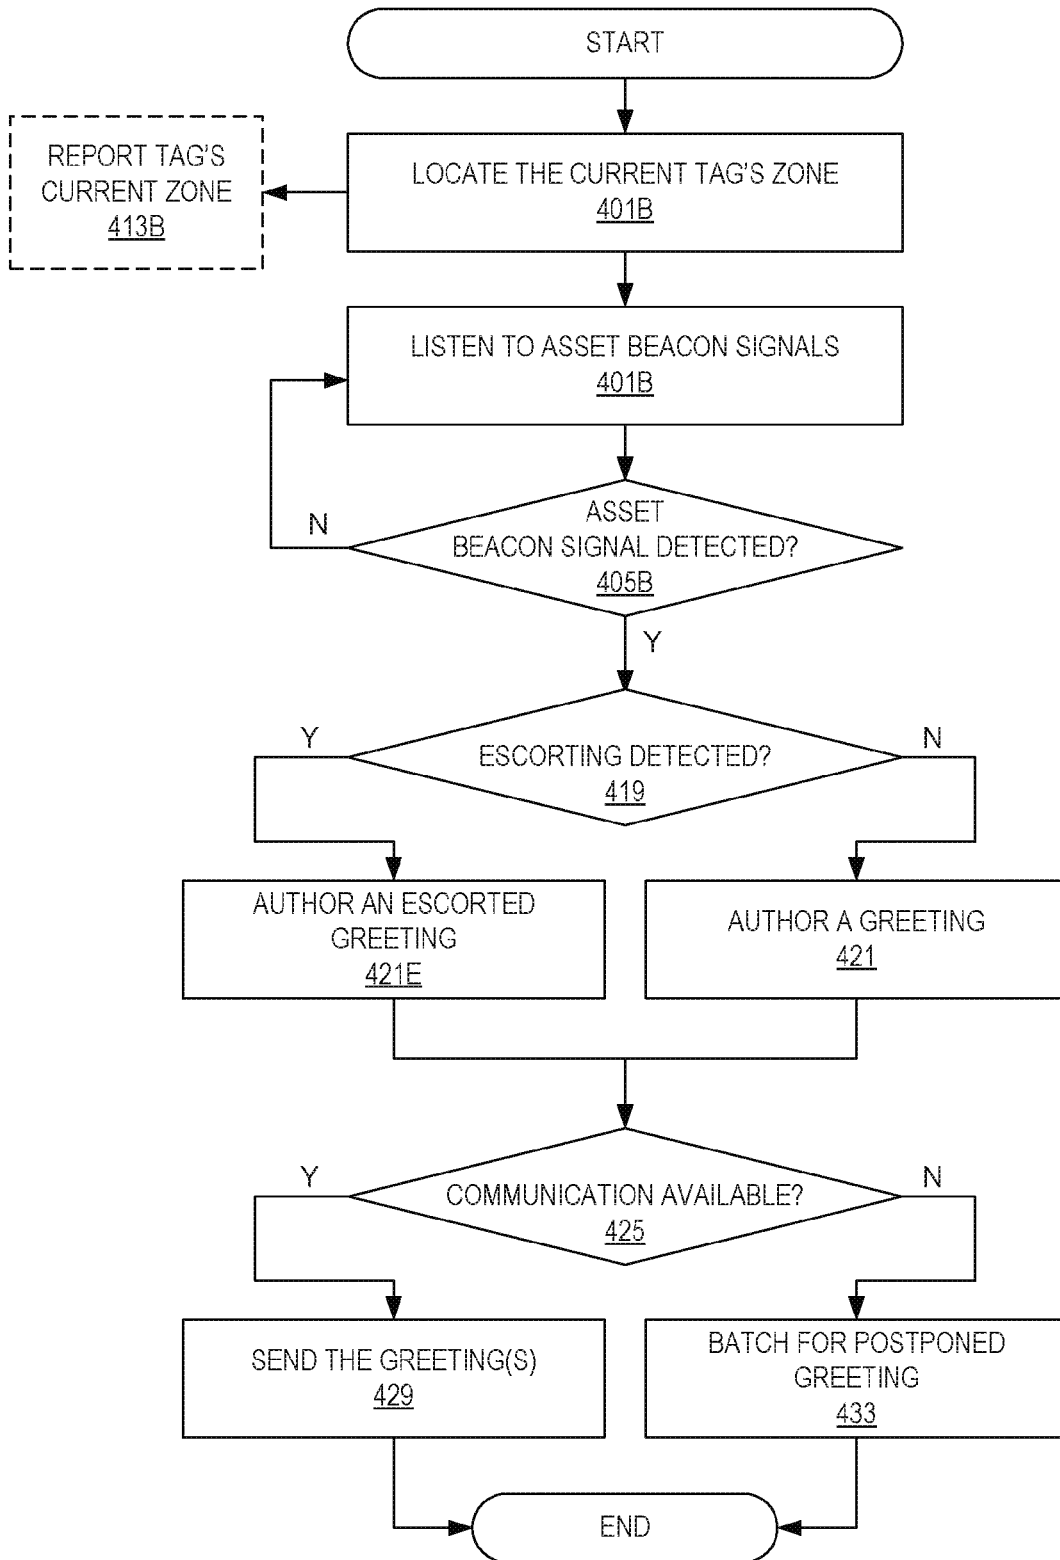 START
REPORT TAG'S
CURRENT ZONE
413B
LOCATE THE CURRENT TAG'S ZONE
401B
LISTEN TO ASSET BEACON SIGNALS
401B
ASSET
BEACON SIGNAL DETECTED?
405B
N
Y
ESCORTING DETECTED?
419
Y
N
AUTHOR AN ESCORTED
GREETING
421E
AUTHOR A GREETING
421
COMMUNICATION AVAILABLE?
425
Y
N
SEND THE GREETING(S)
429
BATCH FOR POSTPONED
GREETING
433
END